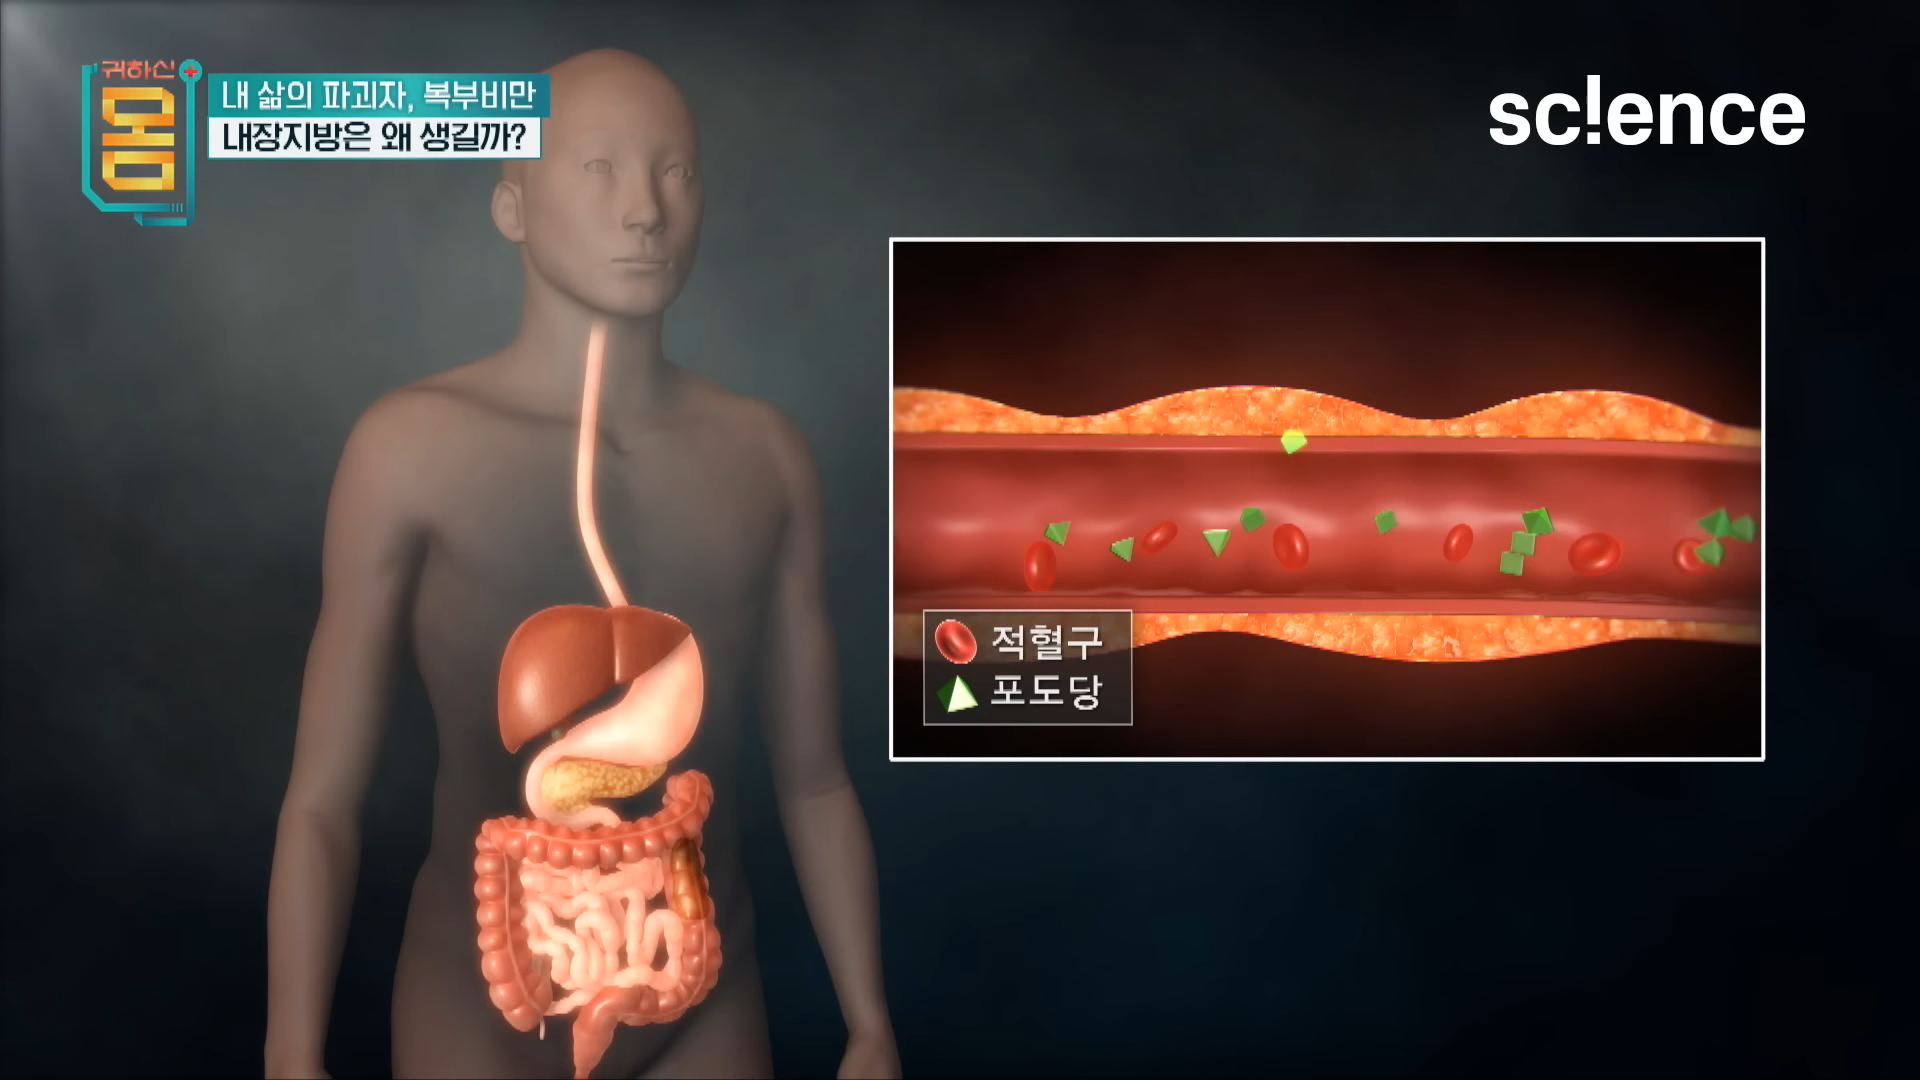 귀하신
몸
내 삶의 파괴자, 복부비만
내장지방은 왜 생길까?
sc!ence
적혈구
포도당